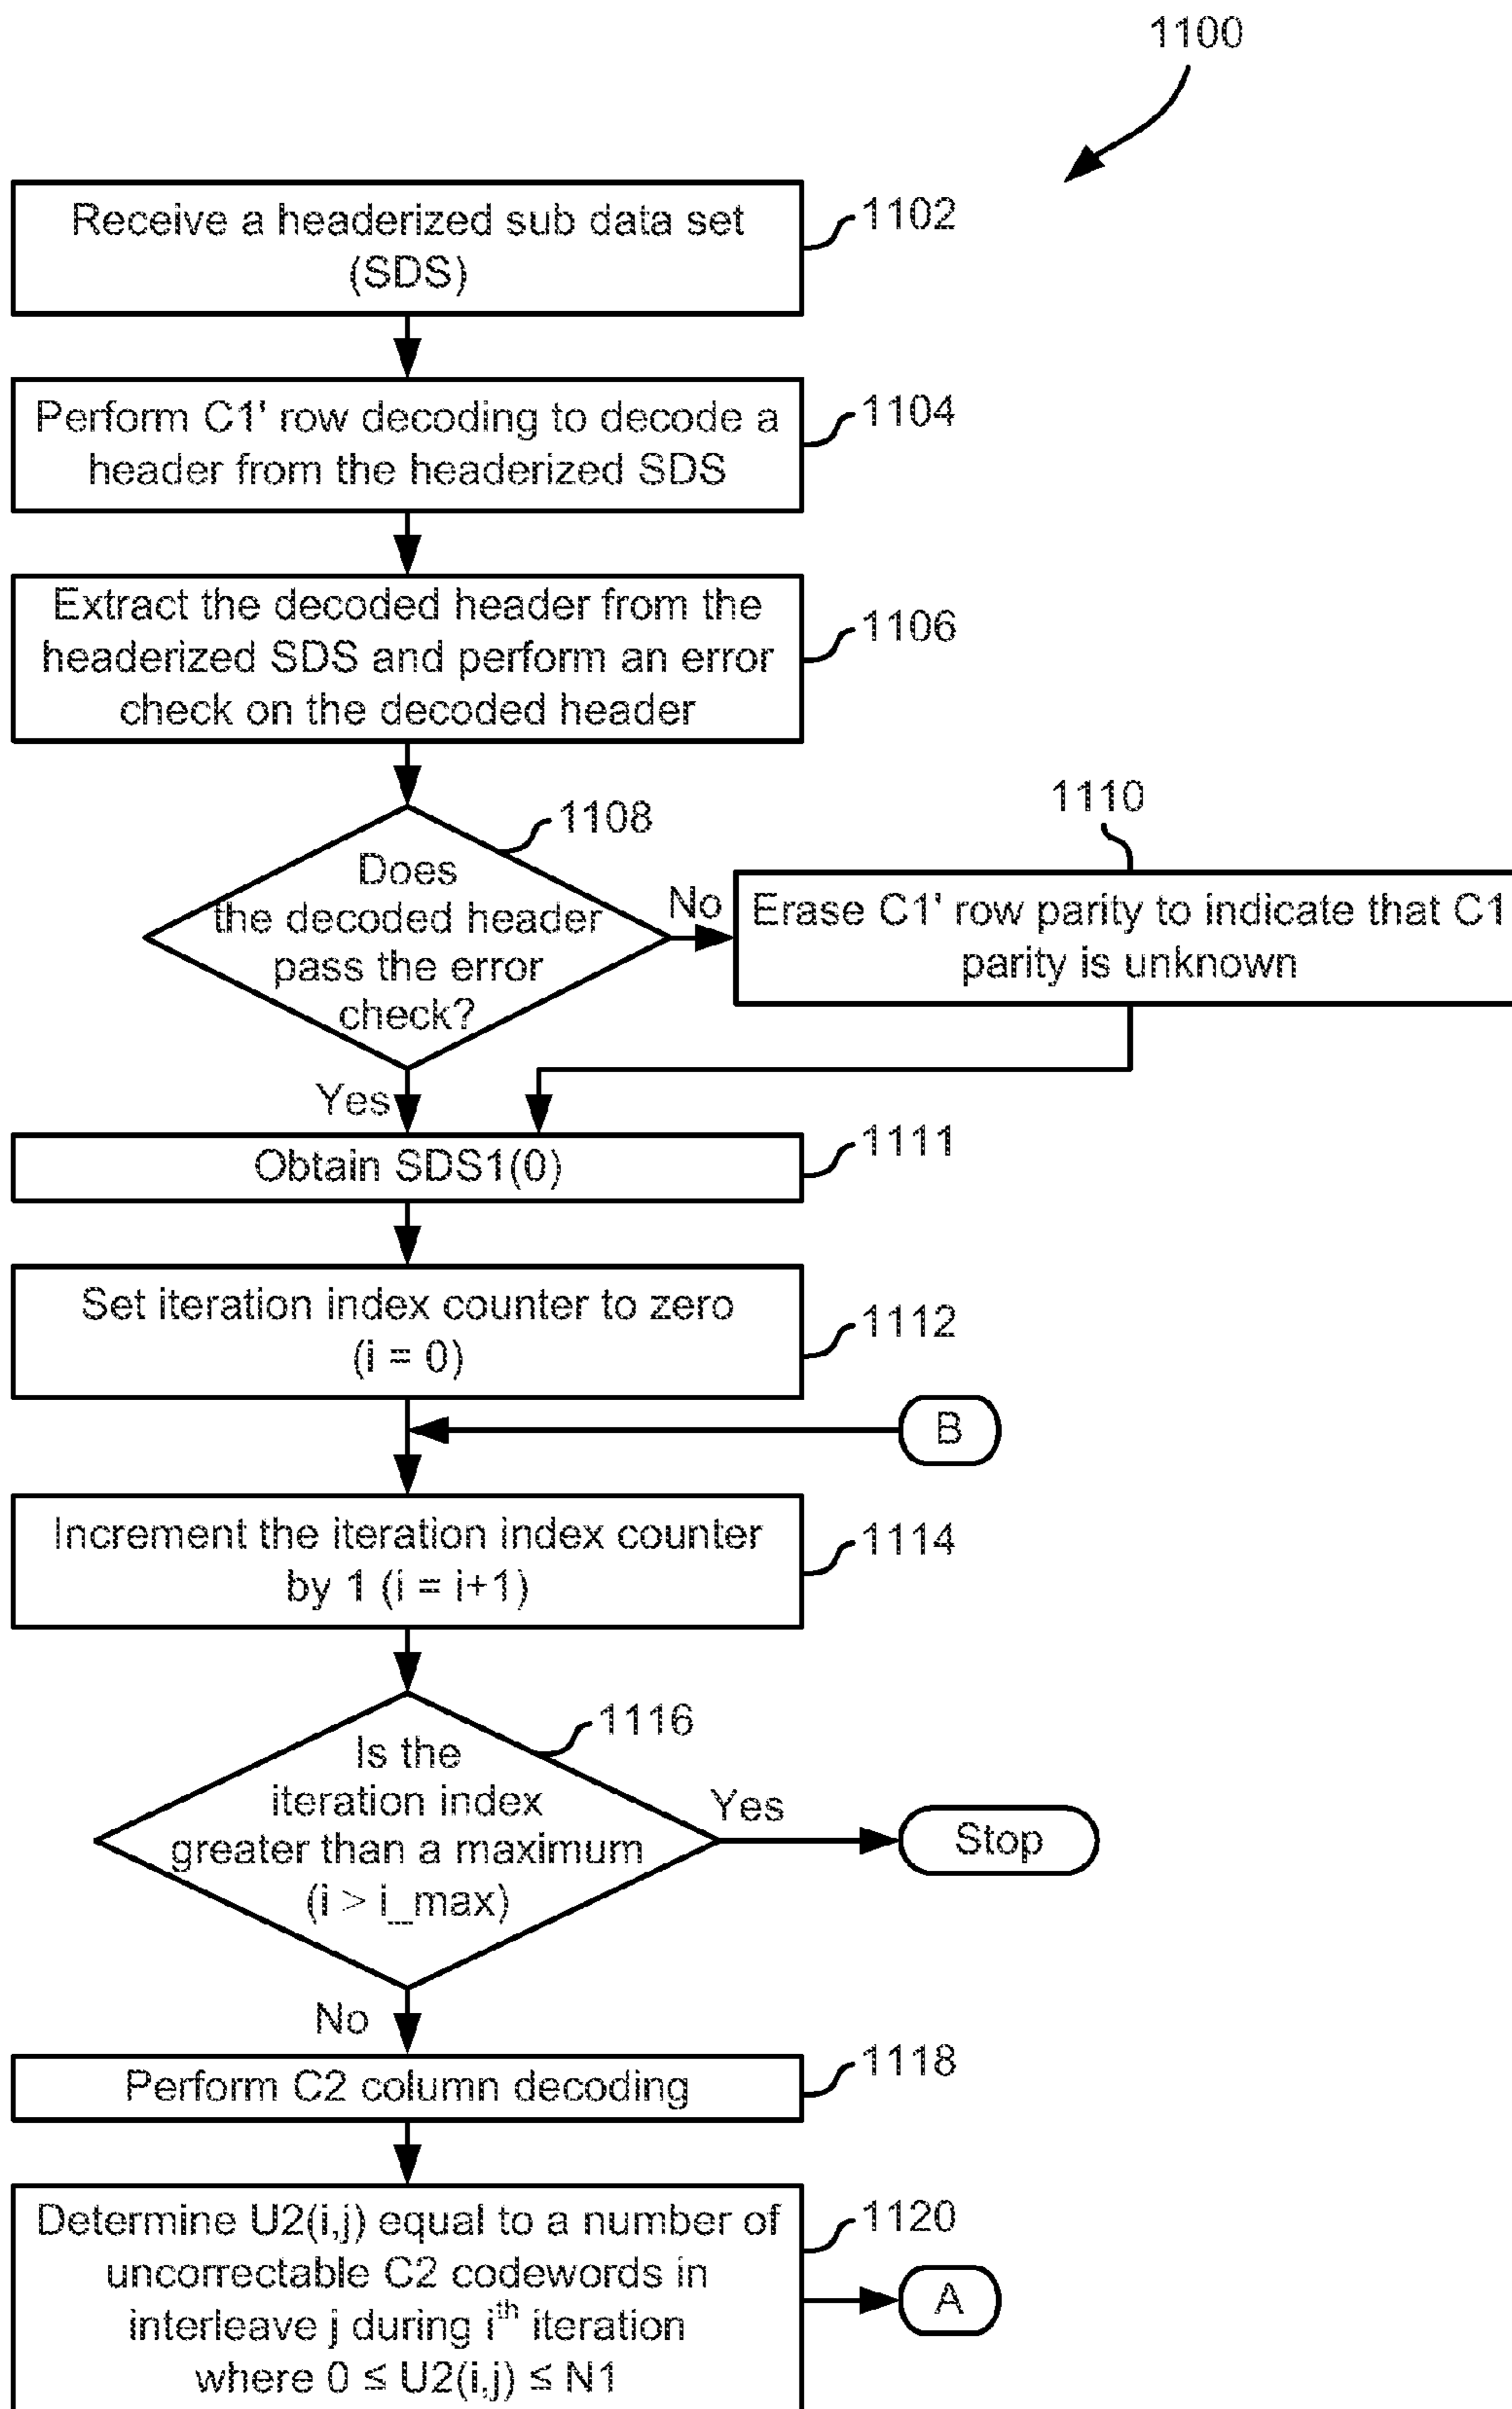 1100
Receive a headerized sub data set
(SDS)
1102
Perform C1' row decoding to decode a
header from the headerized SDS
1104
Extract the decoded header from the
headerized SDS and perform an error
check on the decoded header
1106
1108
Does
the decoded header
pass the error
check?
No
1110
Erase C1' row parity to indicate that C1
parity is unknown
Yes
Obtain SDS1(0)
1111
Set iteration index counter to zero
(i = 0)
1112
B
Increment the iteration index counter
by 1 (i = i+1)
1114
1116
Is the
iteration index
greater than a maximum
(i > i_max)
Yes
Stop
No
Perform C2 column decoding
1118
Determine U2(i,j) equal to a number of
uncorrectable C2 codewords in
interleave j during i^th iteration
where 0 ≤ U2(i,j) ≤ N1
1120
A